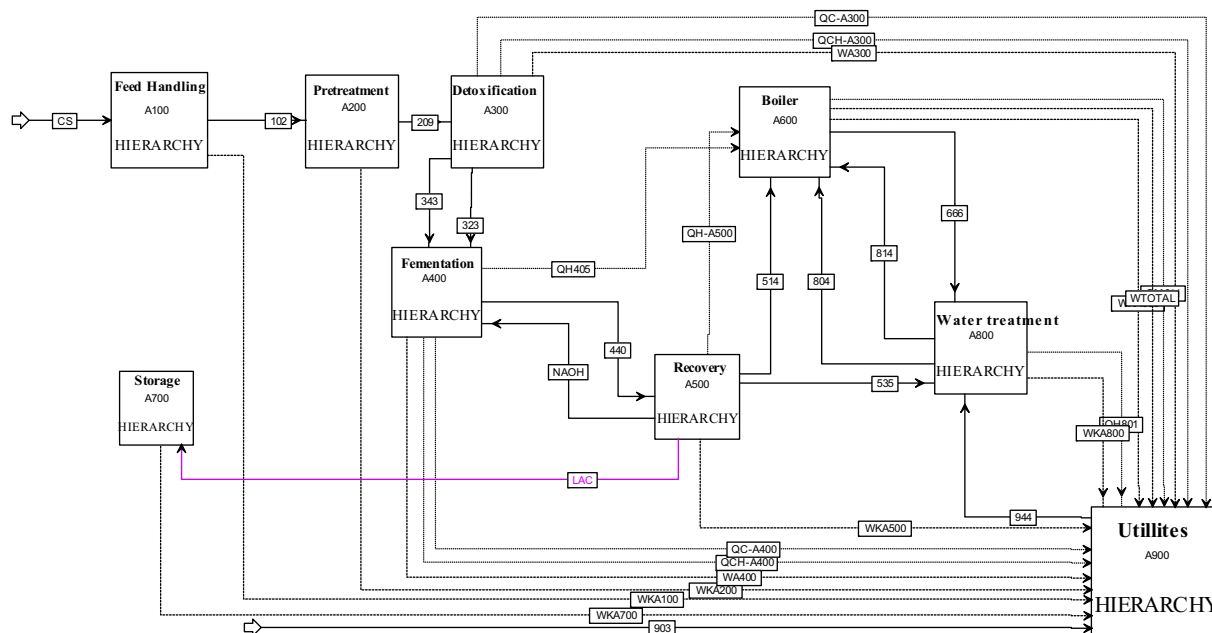 QC-A300
QCH-A300
WA300
Feed Handling
A100
HIERARCHY
Pretreatment
A200
HIERARCHY
Detoxification
A300
HIERARCHY
Boiler
A600
HIERARCHY
CS
102
209
343
323
666
QH-A500
814
Fementation
A400
HIERARCHY
QH405
514
804
WTOTAL
Water treatment
A800
HIERARCHY
440
NAOH
Recovery
A500
HIERARCHY
535
Storage
A700
HIERARCHY
QH801
WKA800
LAC
WKA500
944
Utillites
A900
HIERARCHY
QC-A400
QCH-A400
WA400
WKA200
WKA100
WKA700
903